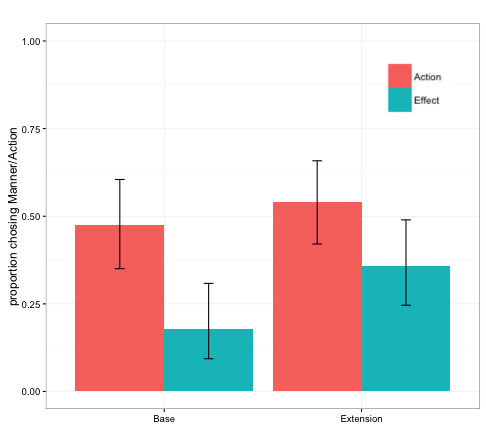 1.00
0.75
0.50
0.25
0.00
proportion chosing Manner/Action
Action
Effect
Base
Extension